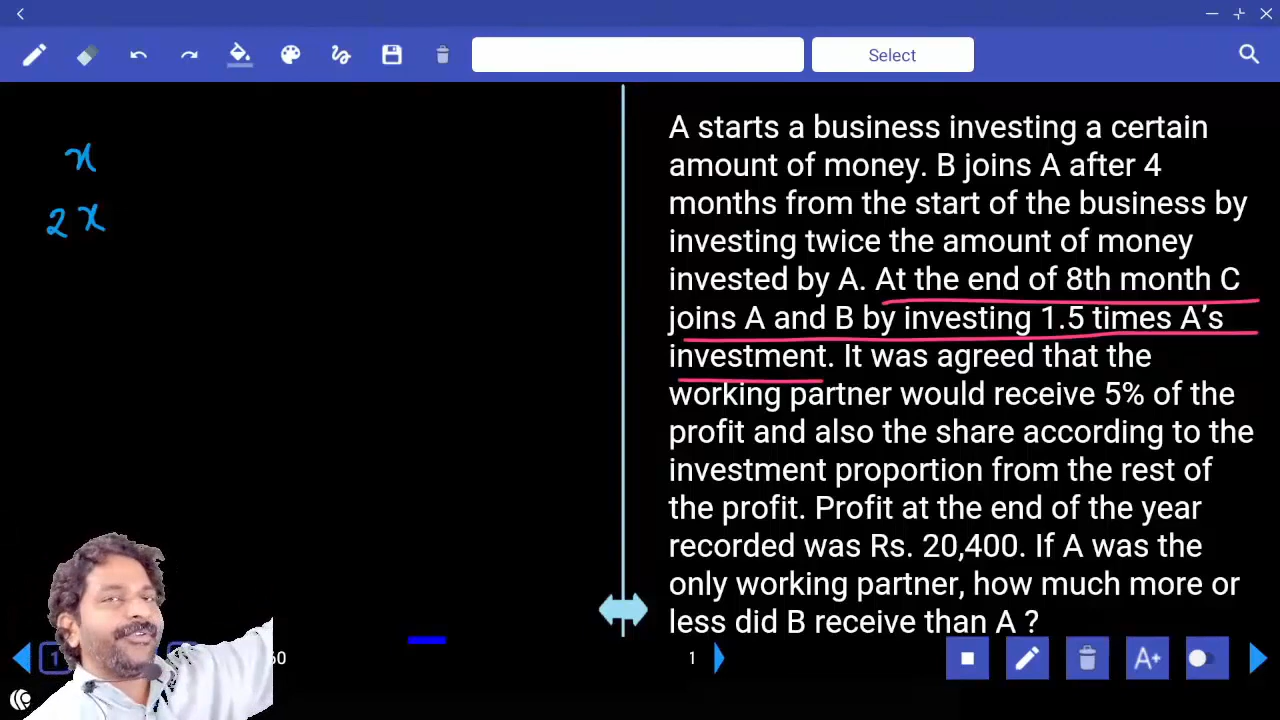 Select
x
2x
A starts a business investing a certain
amount of money. B joins A after 4
months from the start of the business by
investing twice the amount of money
invested by A. At the end of 8th month C
joins A and B by investing 1.5 times A's
investment. It was agreed that the
working partner would receive 5% of the
profit and also the share according to the
investment proportion from the rest of
the profit. Profit at the end of the year
recorded was Rs. 20,400. If A was the
only working partner, how much more or
less did B receive than A ?
1
60
1
A+